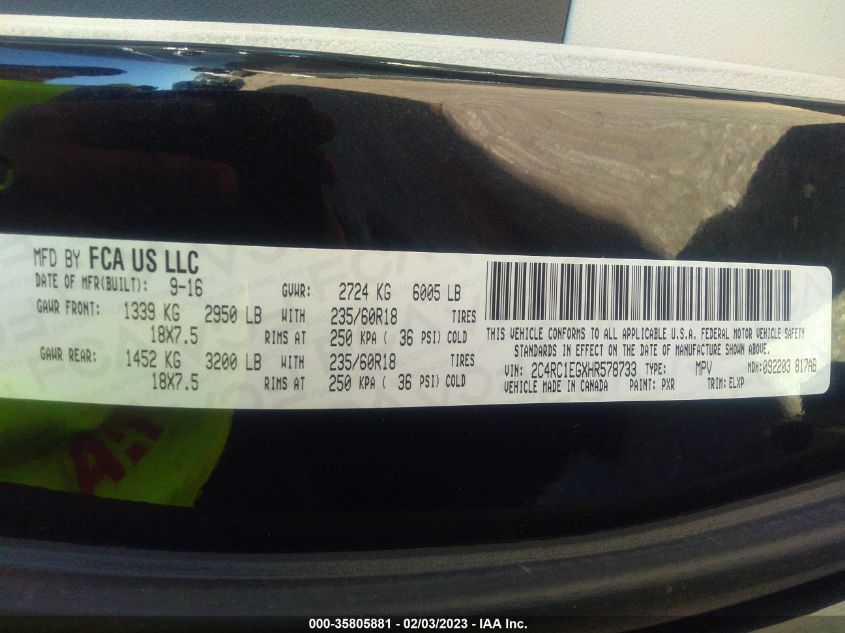 MFD BY FCA US LLC
DATE OF MFR(BUILT): 9-16 GVWR: 2724 KG 6005 LB
GAWR FRONT: 1339 KG 2950 LB WITH 235/60R18 TIRES
18X7.5 RIMS AT 250 KPA ( 36 PSI) COLD
GAWR REAR: 1452 KG 3200 LB WITH 235/60R18 TIRES
18X7.5 RIMS AT 250 KPA ( 36 PSI) COLD
THIS VEHICLE CONFORMS TO ALL APPLICABLE U.S.A. FEDERAL MOTOR VEHICLE SAFETY
STANDARDS IN EFFECT ON THE DATE OF MANUFACTURE SHOWN ABOVE.
VIN: 2C4RC1EGXHR578733 TYPE: MPV MDH:092203 817AB
VEHICLE MADE IN CANADA PAINT: PXR TRIM: ELXP
000-35805881 - 02/03/2023 - IAA Inc.